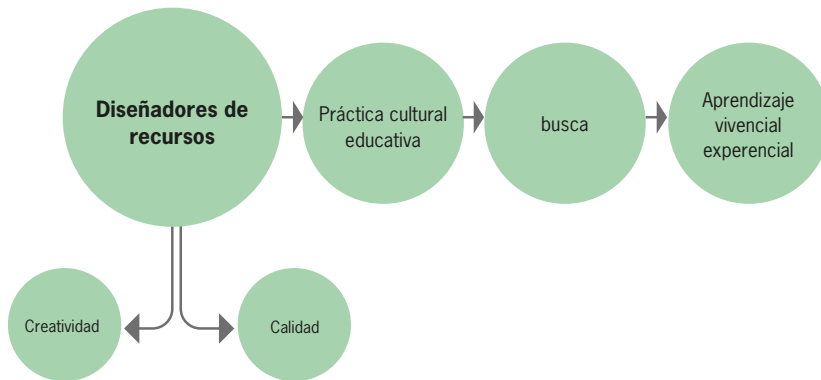 Diseñadores de
recursos
Práctica cultural
educativa
busca
Aprendizaje
vivencial
experencial
Creatividad
Calidad